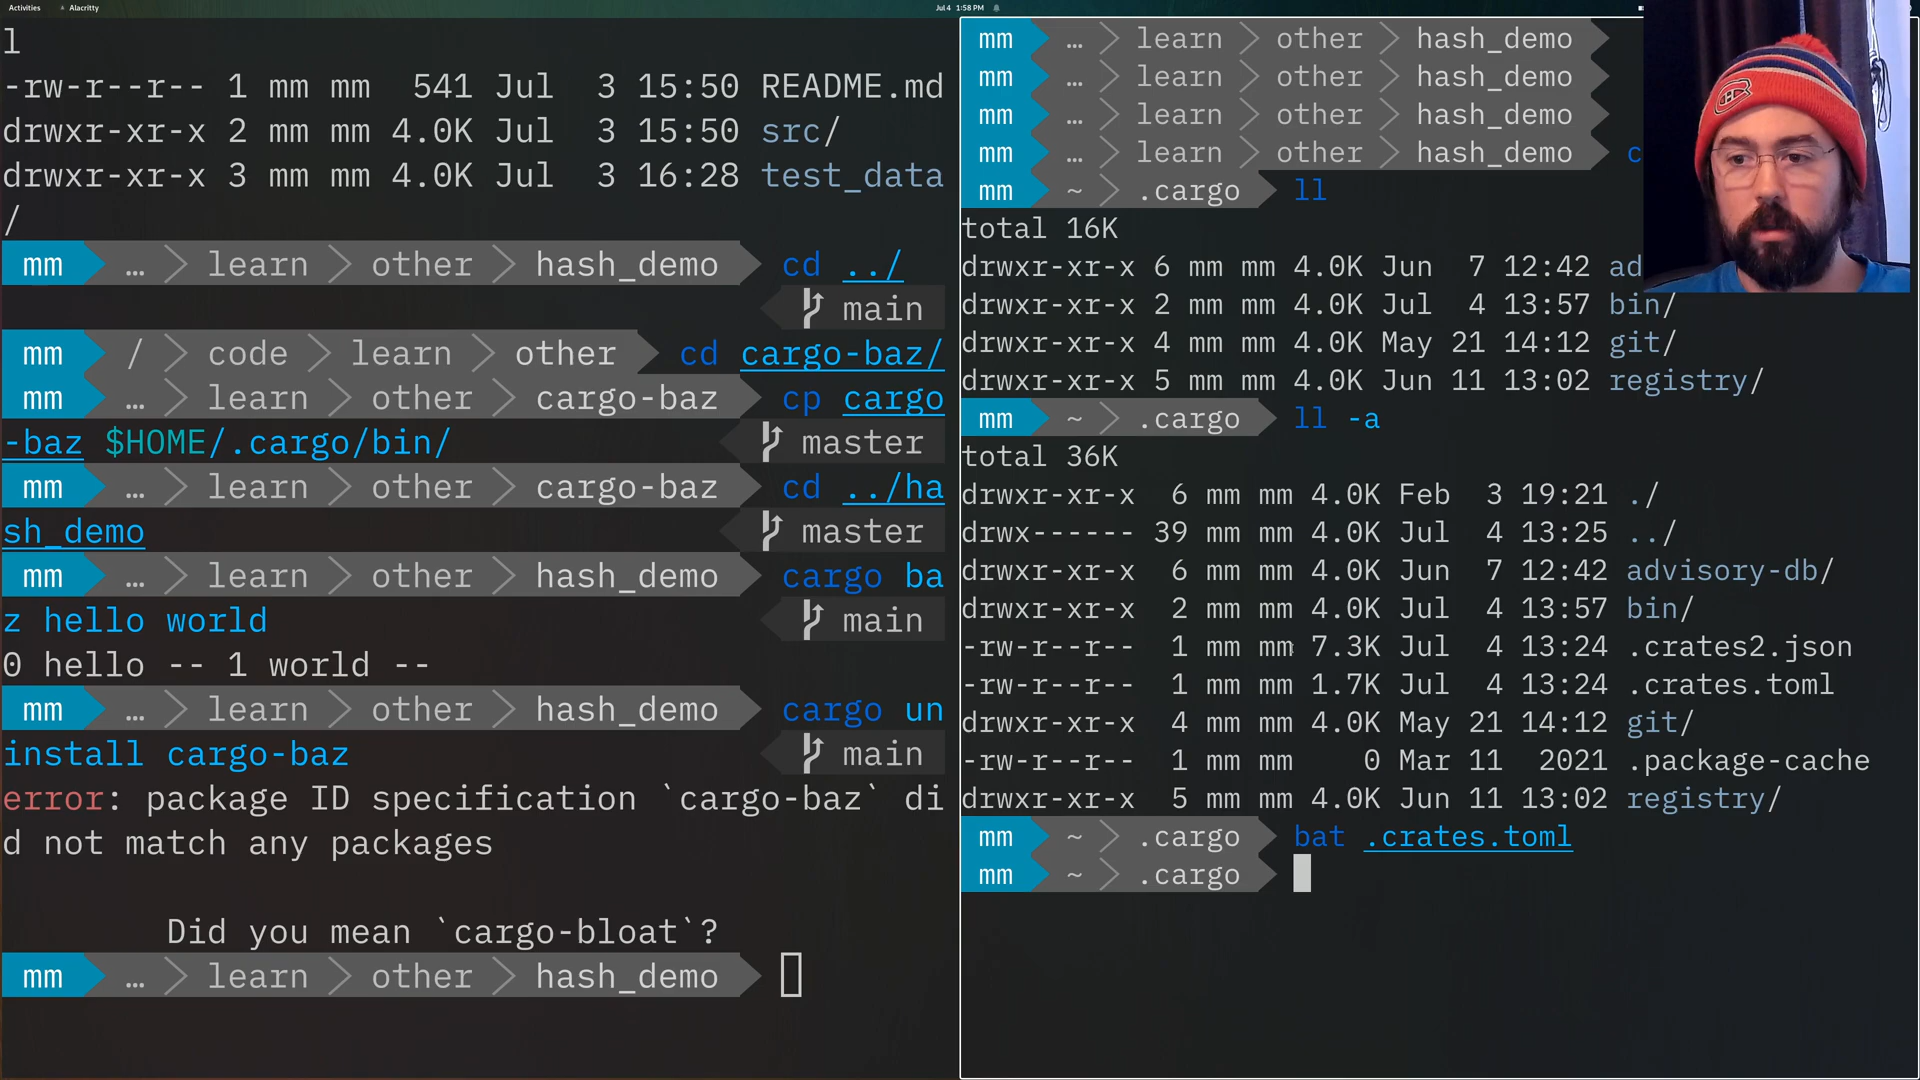 Activities Alacritty Jul 4 1:58 PM
l
-rw-r--r-- 1 mm mm 541 Jul 3 15:50 README.md
drwxr-xr-x 2 mm mm 4.0K Jul 3 15:50 src/
drwxr-xr-x 3 mm mm 4.0K Jul 3 16:28 test_data
/
mm … learn other hash_demo cd ../
main
mm / code learn other cd cargo-baz/
mm … learn other cargo-baz cp cargo
-baz $HOME/.cargo/bin/ master
mm … learn other cargo-baz cd ../ha
sh_demo master
mm … learn other hash_demo cargo ba
z hello world main
0 hello -- 1 world --
mm … learn other hash_demo cargo un
install cargo-baz main
error: package ID specification `cargo-baz` di
d not match any packages
Did you mean `cargo-bloat`?
mm … learn other hash_demo
mm … learn other hash_demo
mm … learn other hash_demo
mm … learn other hash_demo
mm … learn other hash_demo c
mm ~ .cargo ll
total 16K
drwxr-xr-x 6 mm mm 4.0K Jun 7 12:42 ad
drwxr-xr-x 2 mm mm 4.0K Jul 4 13:57 bin/
drwxr-xr-x 4 mm mm 4.0K May 21 14:12 git/
drwxr-xr-x 5 mm mm 4.0K Jun 11 13:02 registry/
mm ~ .cargo ll -a
total 36K
drwxr-xr-x 6 mm mm 4.0K Feb 3 19:21 ./
drwx------ 39 mm mm 4.0K Jul 4 13:25 ../
drwxr-xr-x 6 mm mm 4.0K Jun 7 12:42 advisory-db/
drwxr-xr-x 2 mm mm 4.0K Jul 4 13:57 bin/
-rw-r--r-- 1 mm mm 7.3K Jul 4 13:24 .crates2.json
-rw-r--r-- 1 mm mm 1.7K Jul 4 13:24 .crates.toml
drwxr-xr-x 4 mm mm 4.0K May 21 14:12 git/
-rw-r--r-- 1 mm mm 0 Mar 11 2021 .package-cache
drwxr-xr-x 5 mm mm 4.0K Jun 11 13:02 registry/
mm ~ .cargo bat .crates.toml
mm ~ .cargo